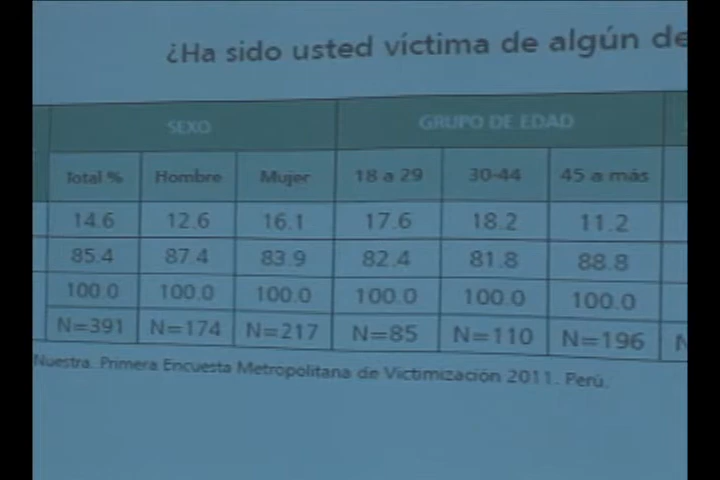 ¿Ha sido usted víctima de algún de
SEXO GRUPO DE EDAD
Total % Hombre Mujer 18 a 29 30-44 45 a más
14.6 12.6 16.1 17.6 18.2 11.2
85.4 87.4 83.9 82.4 81.8 88.8
100.0 100.0 100.0 100.0 100.0 100.0
N=391 N=174 N=217 N=85 N=110 N=196 N
Nuestra. Primera Encuesta Metropolitana de Victimización 2011. Perú.